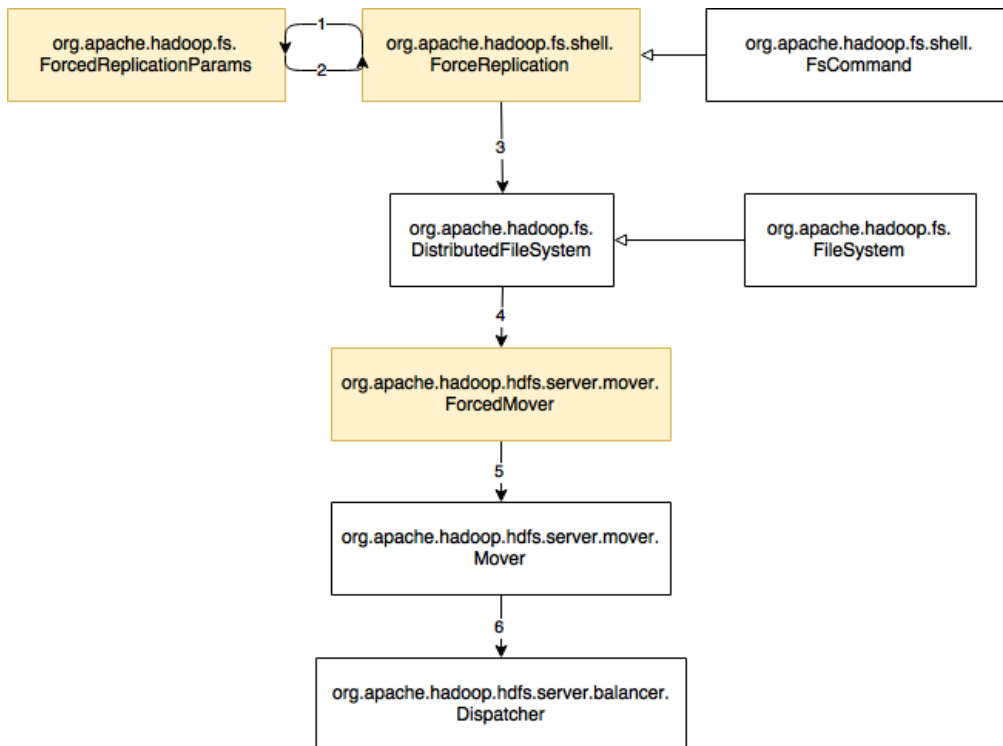 org.apache.hadoop.fs.
ForcedReplicationParams
1
2
org.apache.hadoop.fs.shell.
ForceReplication
org.apache.hadoop.fs.shell.
FsCommand
3
org.apache.hadoop.fs.
DistributedFileSystem
org.apache.hadoop.fs.
FileSystem
4
org.apache.hadoop.hdfs.server.mover.
ForcedMover
5
org.apache.hadoop.hdfs.server.mover.
Mover
6
org.apache.hadoop.hdfs.server.balancer.
Dispatcher